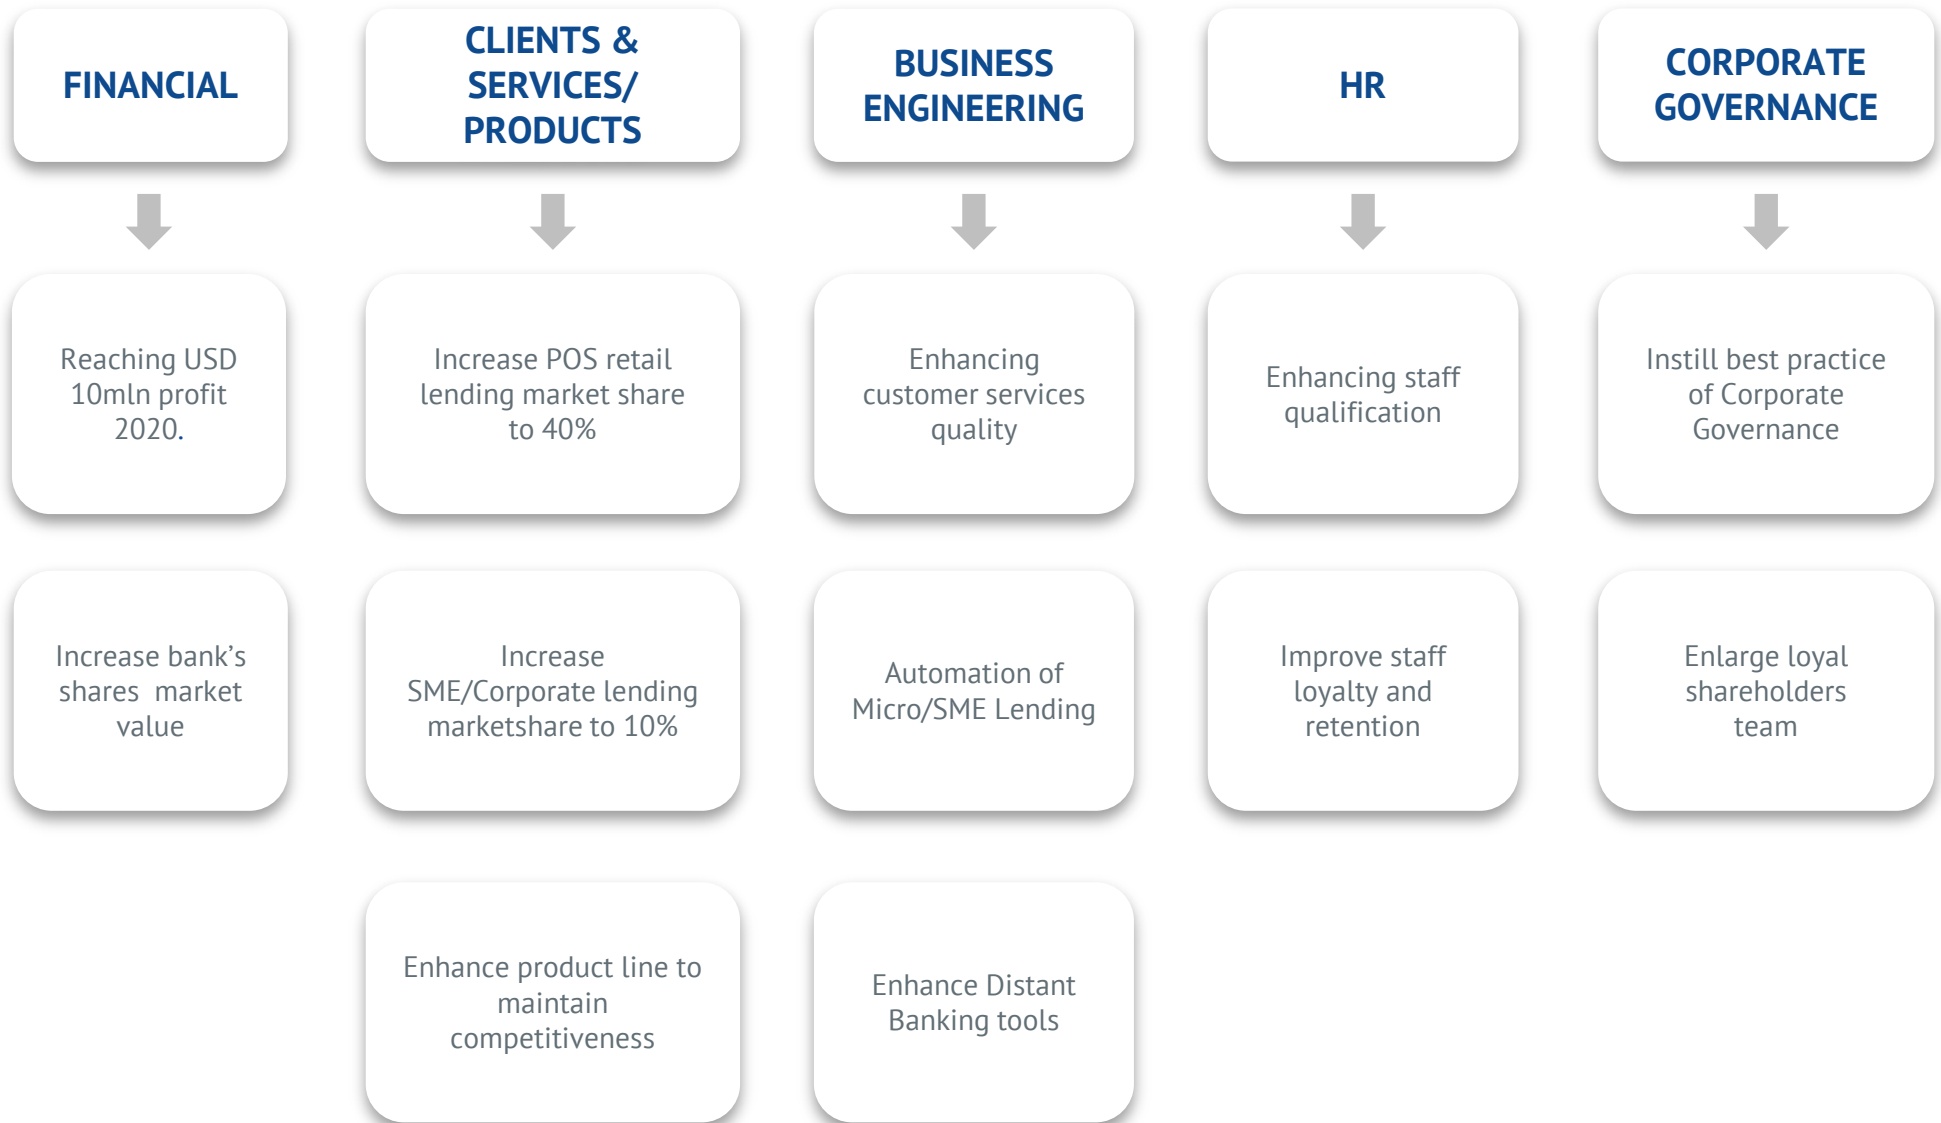 FINANCIAL
CLIENTS &
SERVICES/
PRODUCTS
BUSINESS
ENGINEERING
HR
CORPORATE
GOVERNANCE
Reaching USD
10mln profit
2020.
Increase POS retail
lending market share
to 40%
Enhancing
customer services
quality
Enhancing staff
qualification
Instill best practice
of Corporate
Governance
Increase bank’s
shares  market
value
Increase
SME/Corporate lending
marketshare to 10%
Automation of
Micro/SME Lending
Improve staff
loyalty and
retention
Enlarge loyal
shareholders
team
Enhance product line to
maintain
competitiveness
Enhance Distant
Banking tools